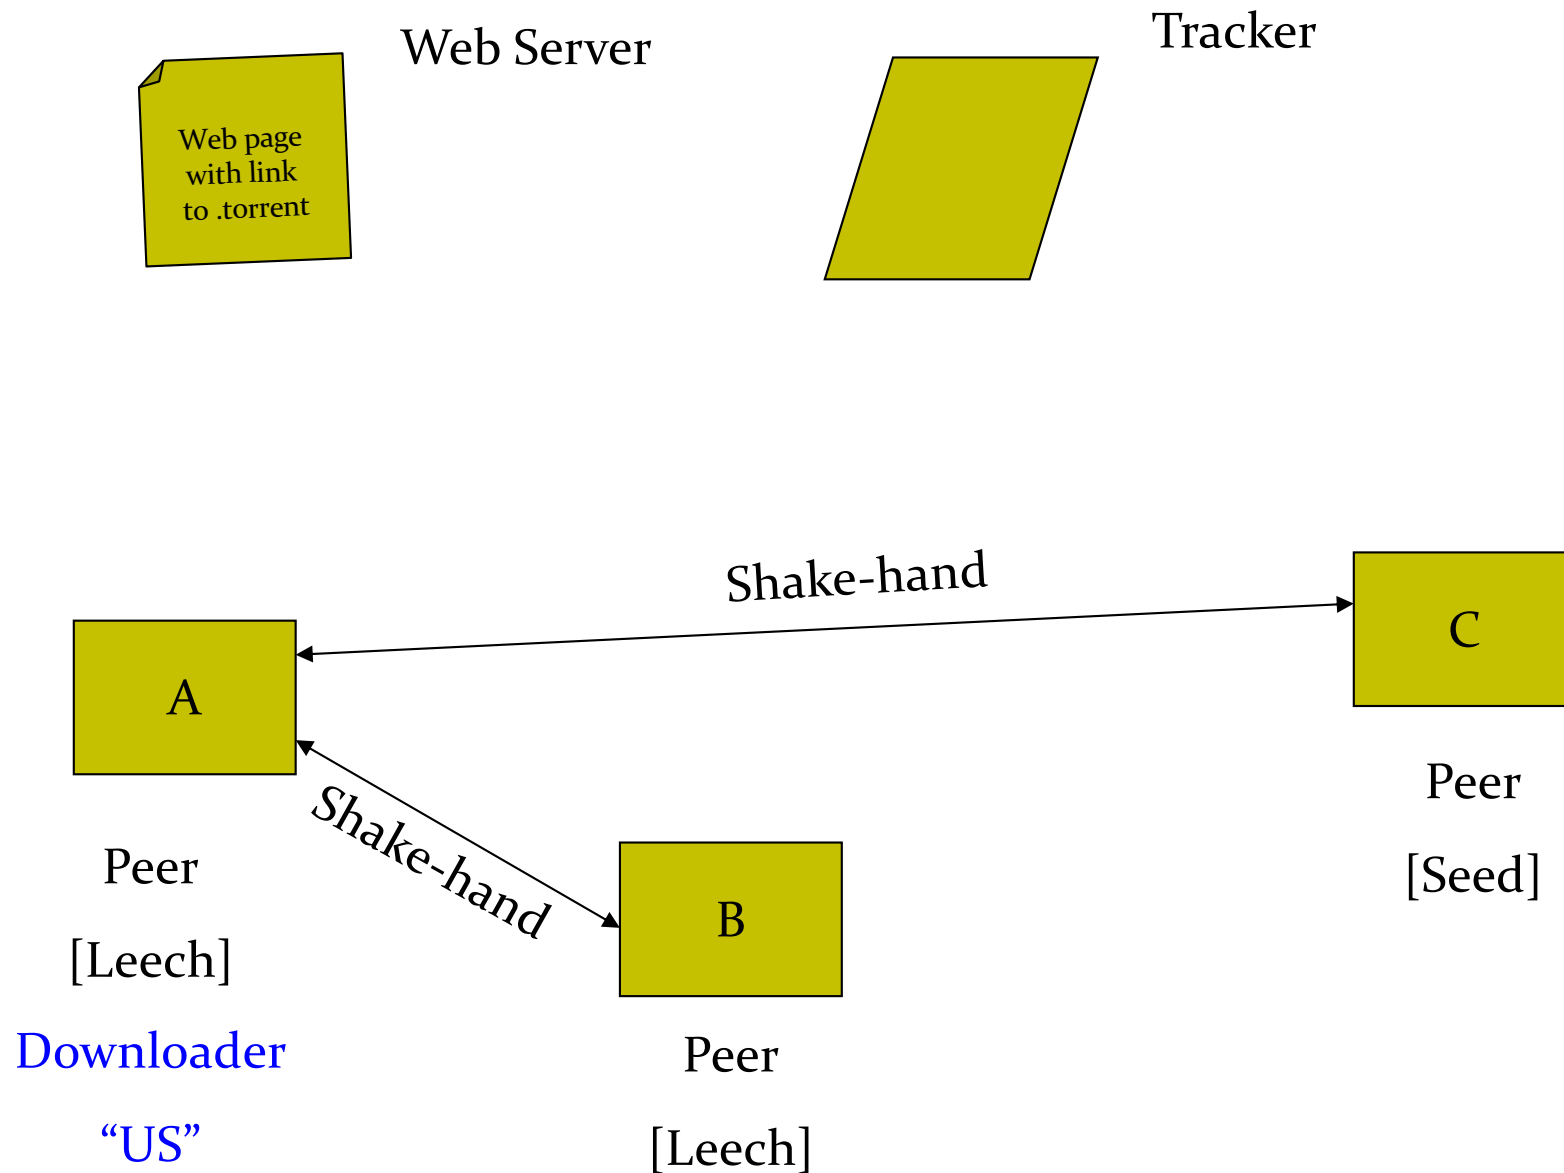 Web Server
Tracker
Web page
with link
to .torrent
Shake-hand
C
A
Peer
[Seed]
Shake-hand
B
Peer
[Leech]
Downloader
“US”
Peer
[Leech]